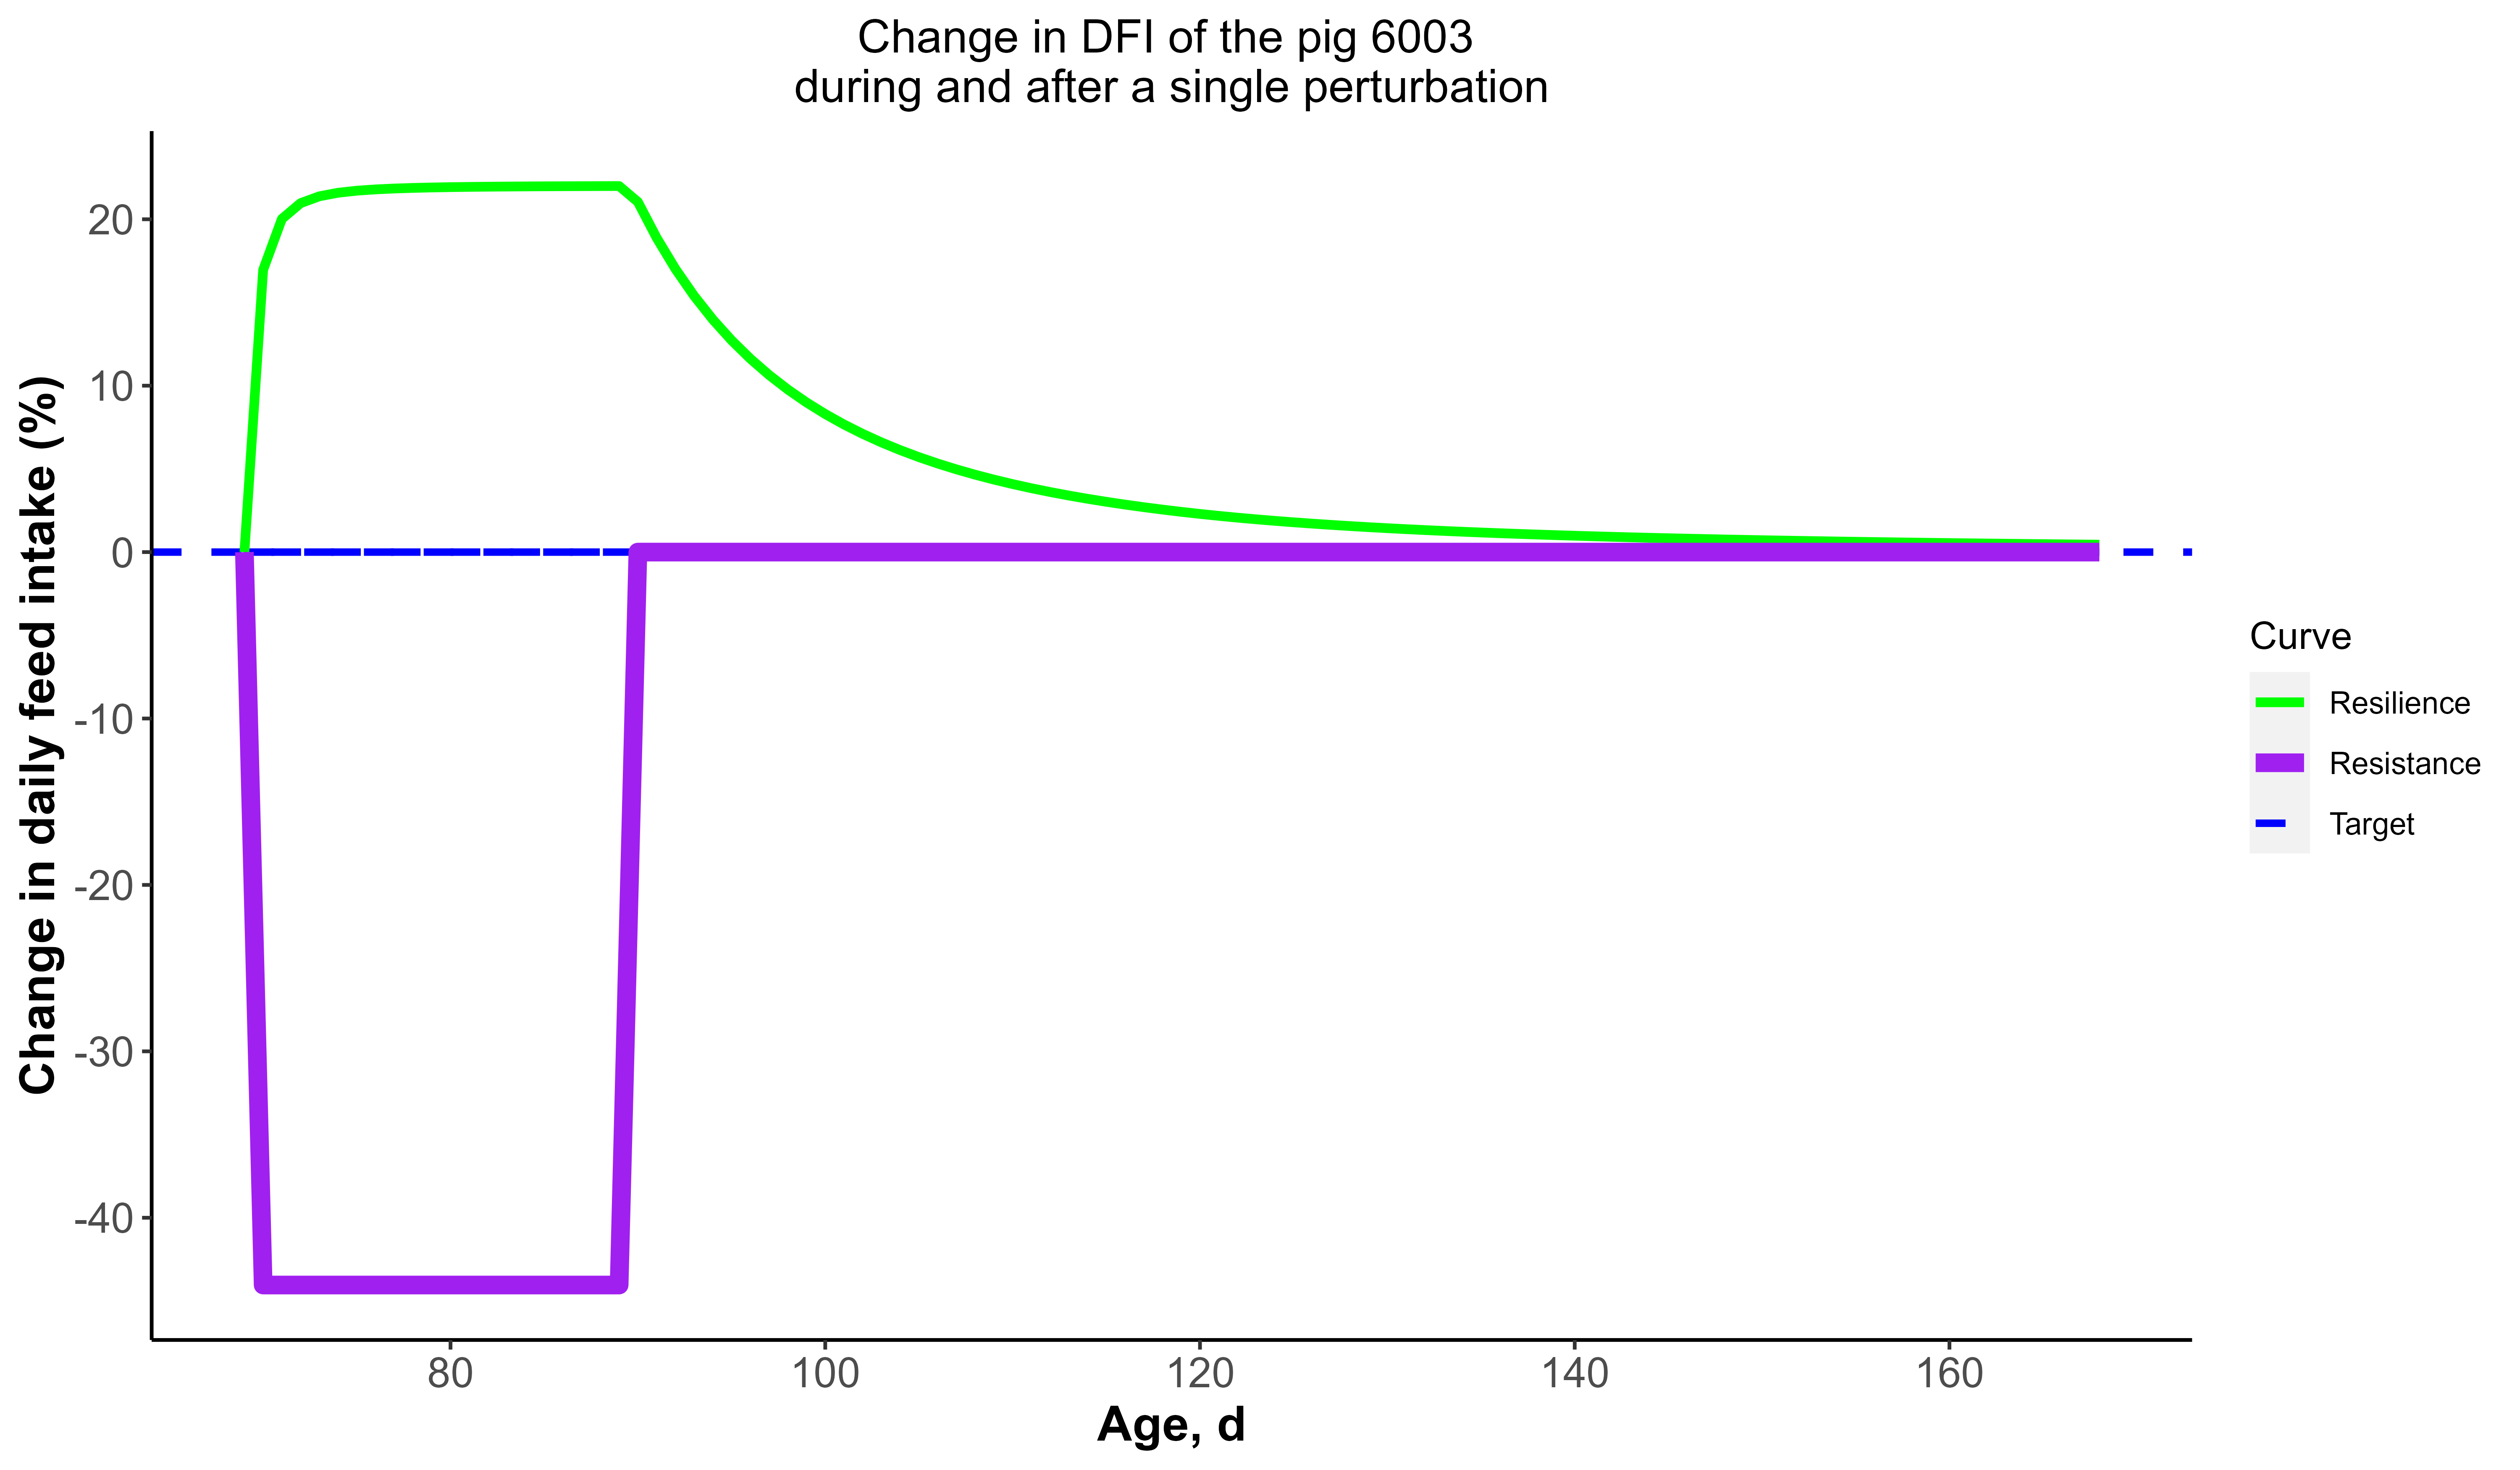 Change in DFI of the pig 6003
during and after a single perturbation
Change in daily feed intake (%)
20
10
0
-10
-20
-30
-40
80
100
120
140
160
Age, d
Curve
Resilience
Resistance
Target